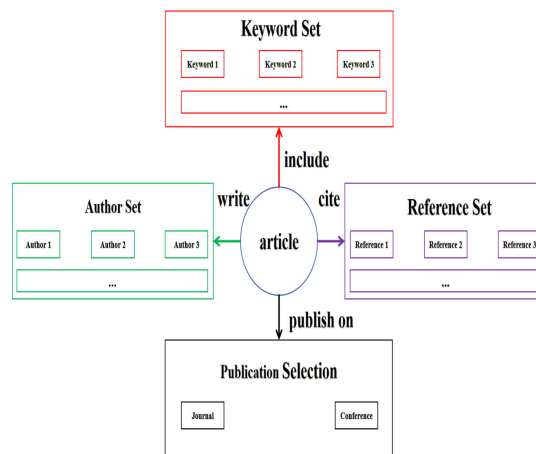 Keyword Set
Keyword 1 Keyword 2 Keyword 3
...
include
write cite
Author Set
Author 1 Author 2 Author 3
...
article
Reference Set
Reference 1 Reference 2 Reference 3
...
publish on
Publication Selection
Journal Conference